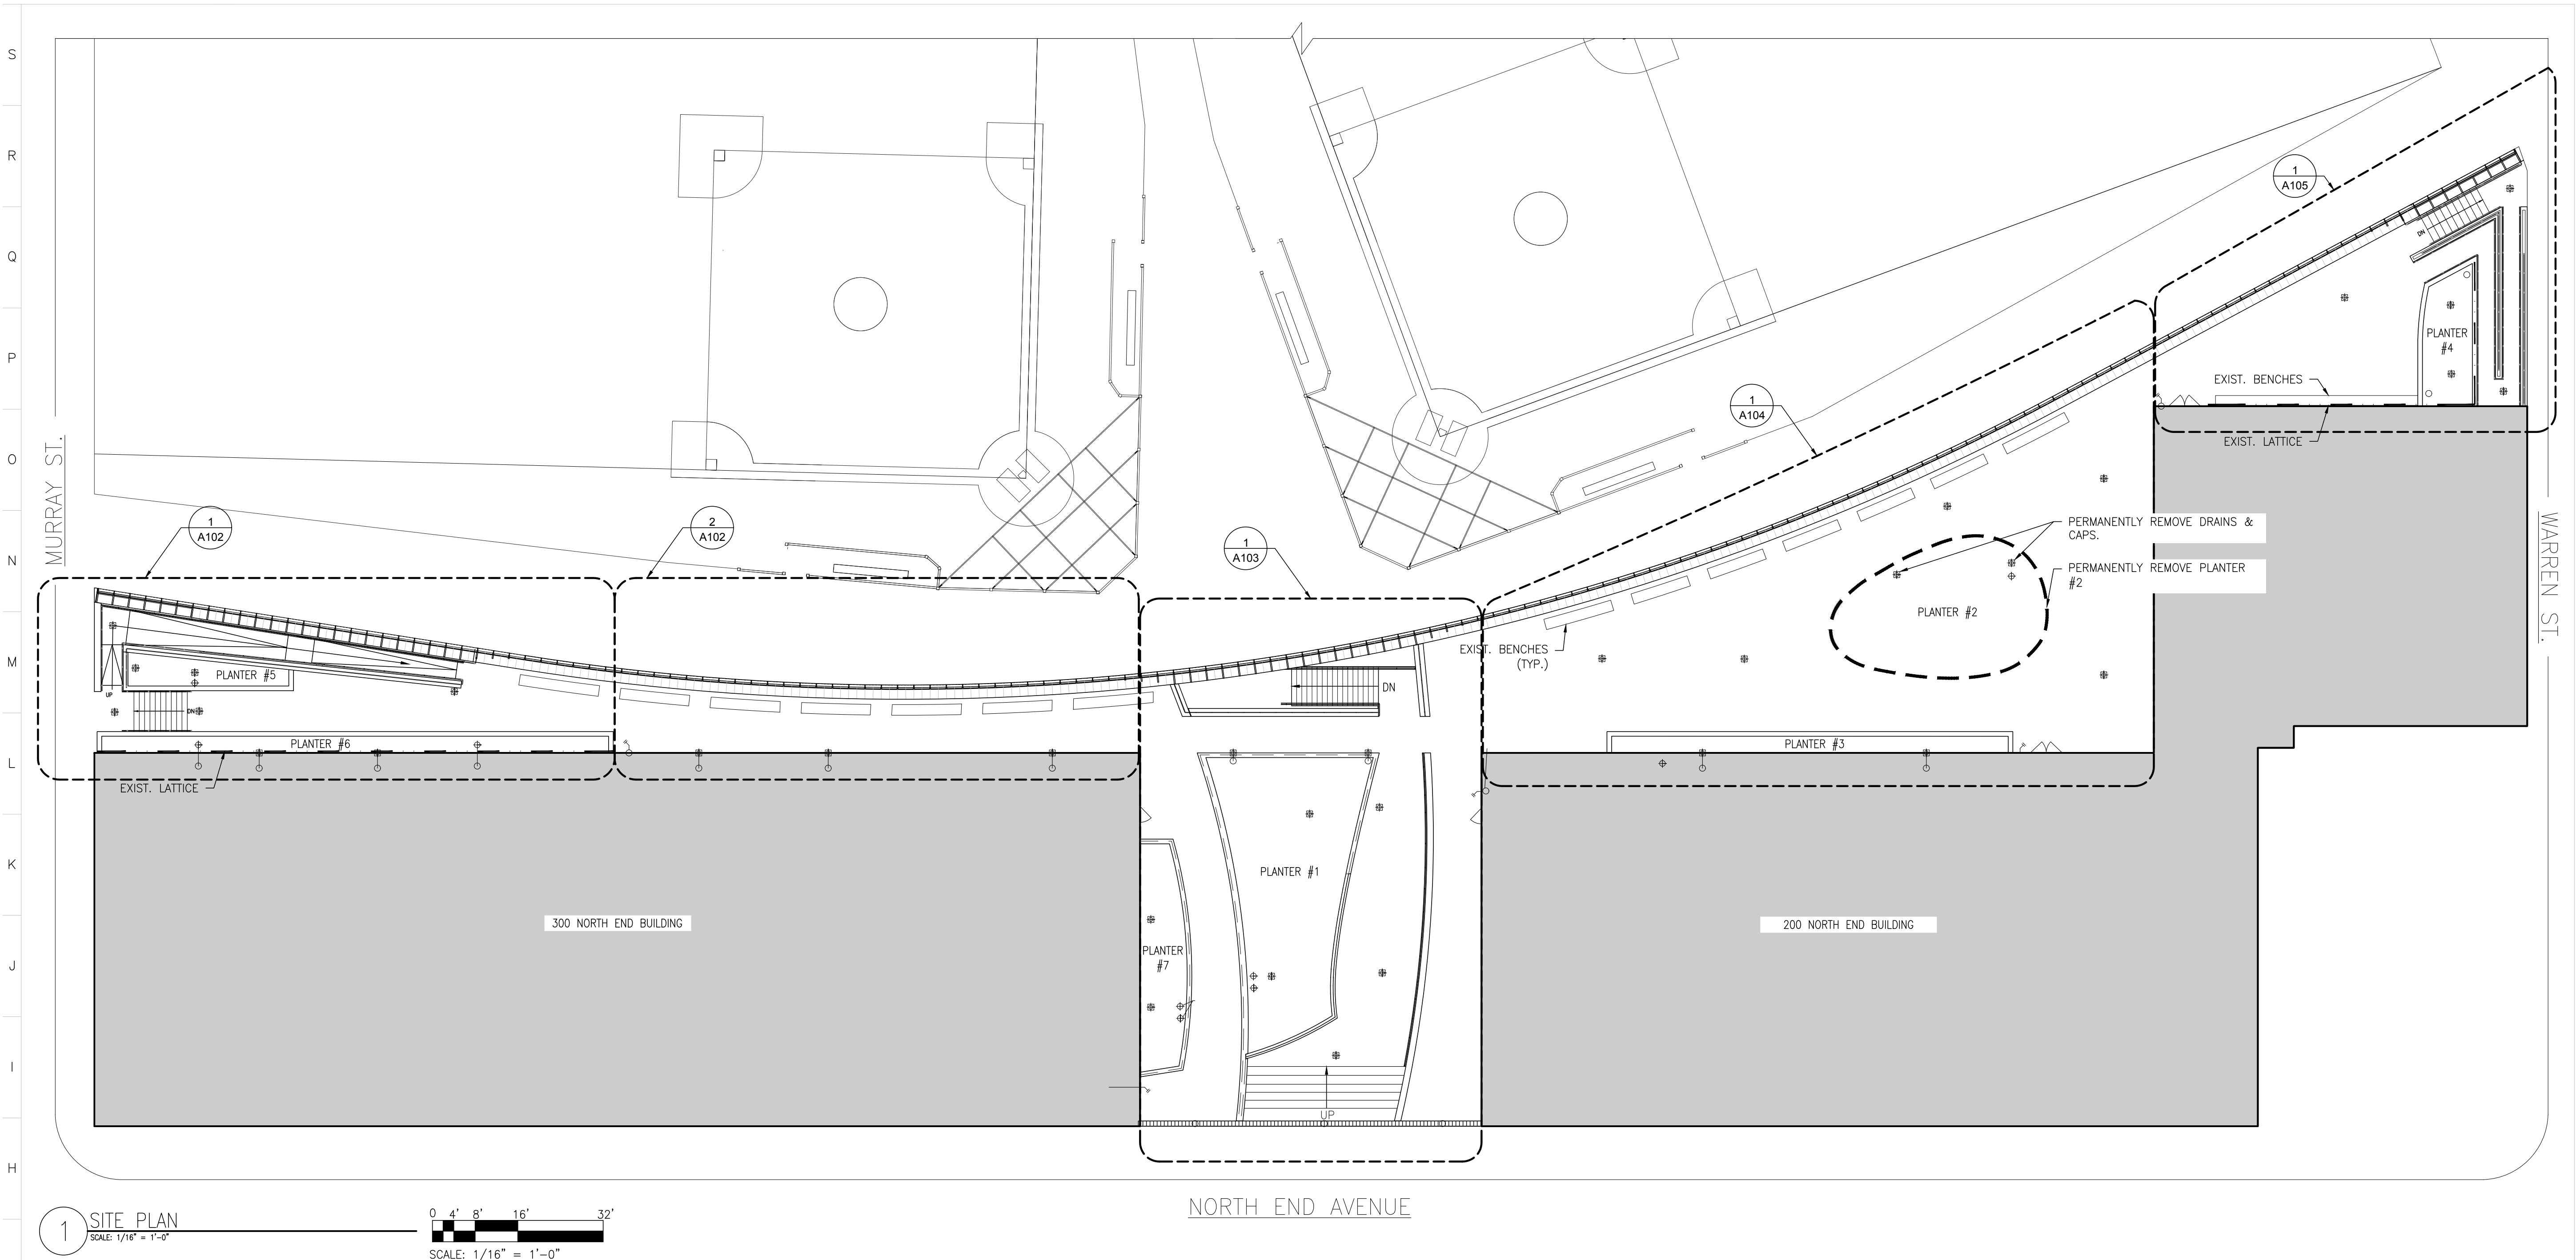 S
R
Q
P
O
N
M
L
K
J
I
H
1
A105
DN
PLANTER
#4
EXIST. BENCHES
EXIST. LATTICE
1
A104
MURRAY ST.
WARREN ST.
1
A102
2
A102
1
A103
PERMANENTLY REMOVE DRAINS &
CAPS.
PERMANENTLY REMOVE PLANTER
#2
PLANTER #2
EXIST. BENCHES
(TYP.)
PLANTER #5
UP
DN
DN
PLANTER #6
PLANTER #3
EXIST. LATTICE
PLANTER #1
300 NORTH END BUILDING
200 NORTH END BUILDING
PLANTER
#7
UP
NORTH END AVENUE
1
SITE PLAN
SCALE: 1/16" = 1'-0"
0 4' 8' 16' 32'
SCALE: 1/16" = 1'-0"